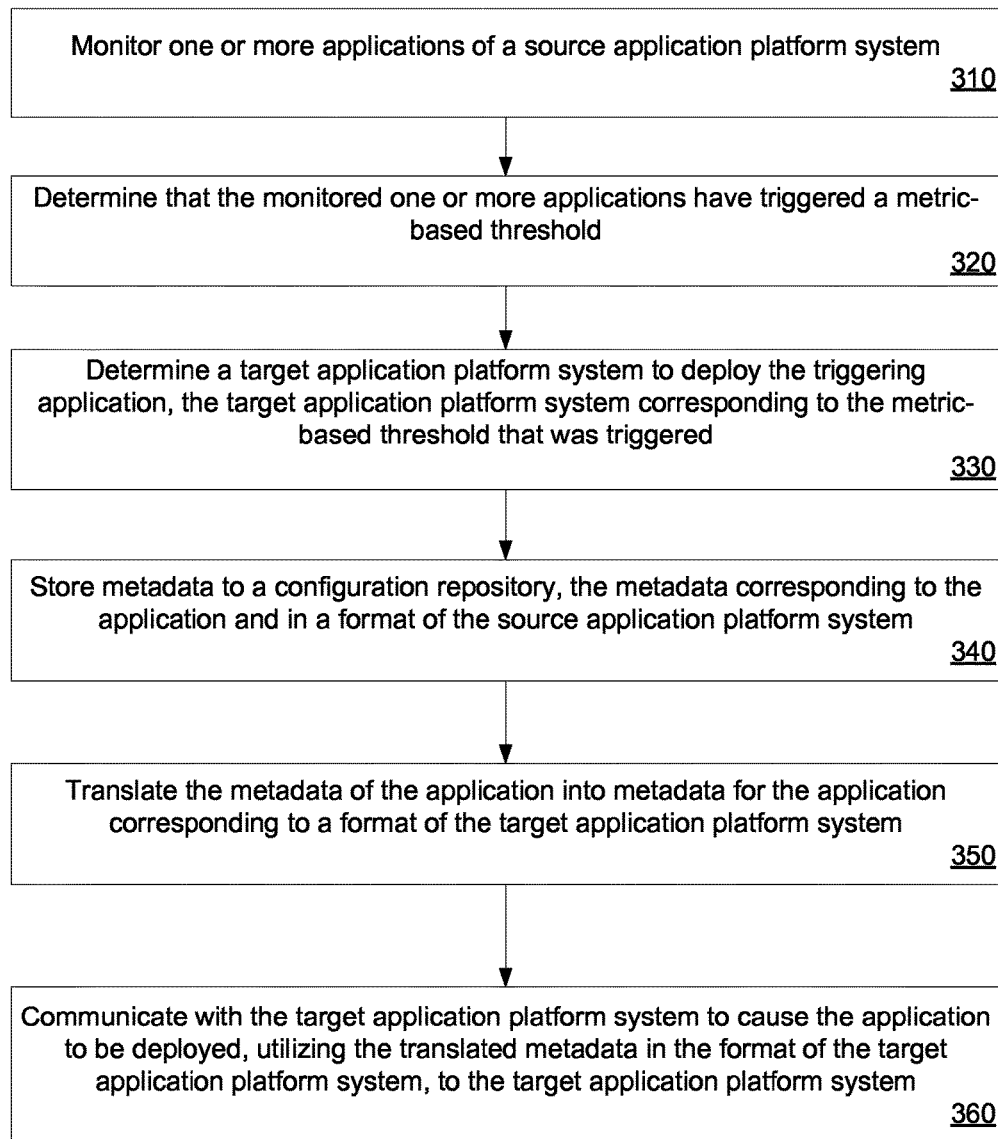 Monitor one or more applications of a source application platform system
310
Determine that the monitored one or more applications have triggered a metric-
based threshold
320
Determine a target application platform system to deploy the triggering
application, the target application platform system corresponding to the metric-
based threshold that was triggered
330
Store metadata to a configuration repository, the metadata corresponding to the
application and in a format of the source application platform system
340
Translate the metadata of the application into metadata for the application
corresponding to a format of the target application platform system
350
Communicate with the target application platform system to cause the application
to be deployed, utilizing the translated metadata in the format of the target
application platform system, to the target application platform system
360